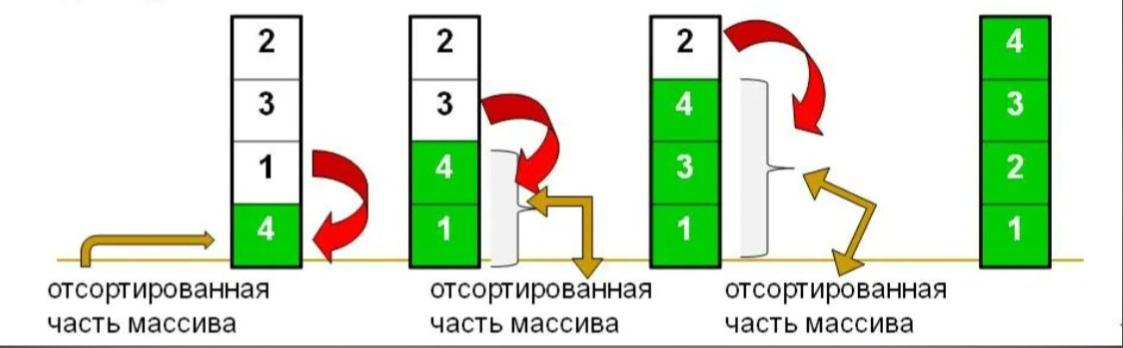 2 2 2 4
3 3 4 3
1 4 3 2
4 1 1 1
отсортированная отсортированная отсортированная
часть массива часть массива часть массива